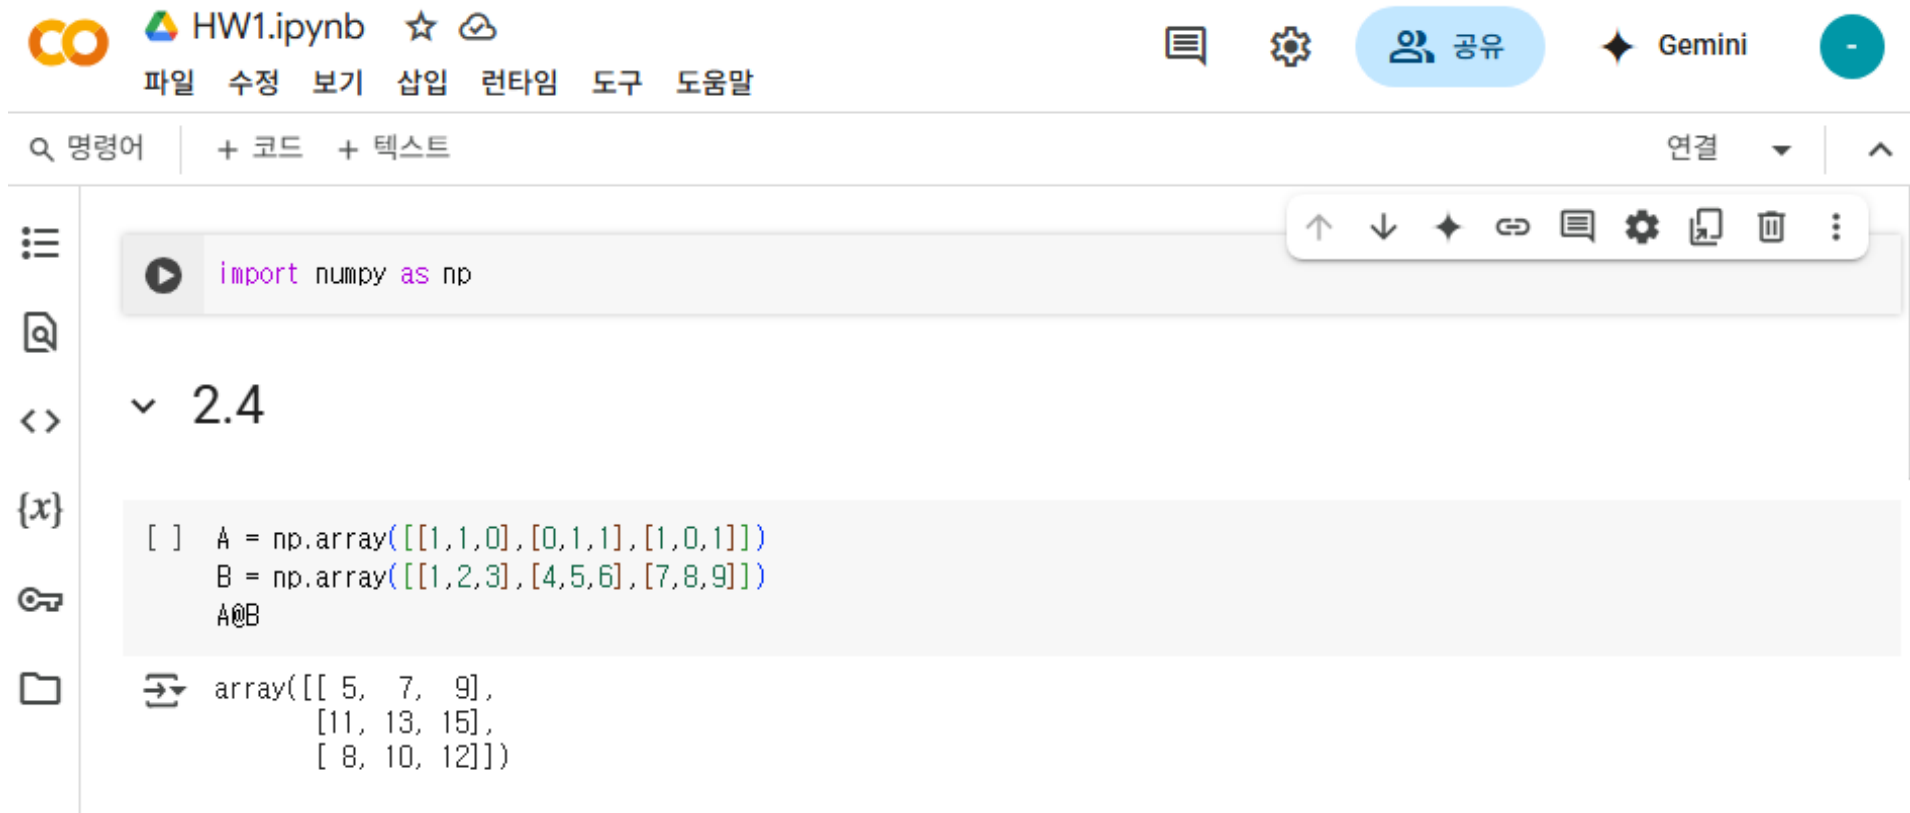 HW1.ipynb
파일 수정 보기 삽입 런타임 도구 도움말
공유
Gemini
-
명령어 + 코드 + 텍스트
연결
import numpy as np
2.4
[ ] A = np.array([[1,1,0],[0,1,1],[1,0,1]])
B = np.array([[1,2,3],[4,5,6],[7,8,9]])
A@B
array([[ 5,  7,  9],
[11, 13, 15],
[ 8, 10, 12]])